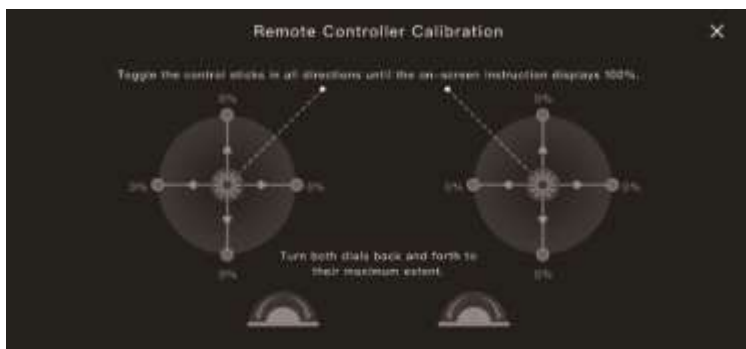 Remote Controller Calibration
Toggle the control sticks in all directions until the on-screen instruction displays 100%.
0%
0%
0%
0%
0%
0%
0%
0%
Turn both dials back and forth to
their maximum extent.